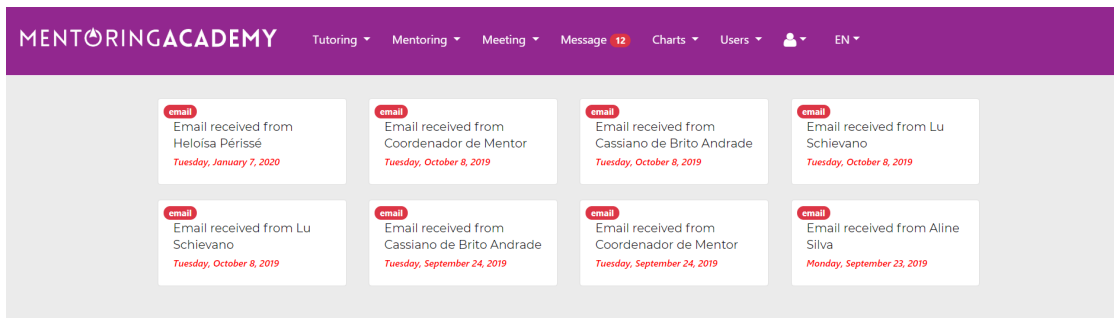 MENTORINGACADEMY Tutoring Mentoring Meeting Message 12 Charts Users EN
email
Email received from
Heloísa Périssé
Tuesday, January 7, 2020
email
Email received from
Coordenador de Mentor
Tuesday, October 8, 2019
email
Email received from
Cassiano de Brito Andrade
Tuesday, October 8, 2019
email
Email received from Lu
Schievano
Tuesday, October 8, 2019
email
Email received from Lu
Schievano
Tuesday, October 8, 2019
email
Email received from
Cassiano de Brito Andrade
Tuesday, September 24, 2019
email
Email received from
Coordenador de Mentor
Tuesday, September 24, 2019
email
Email received from Aline
Silva
Monday, September 23, 2019